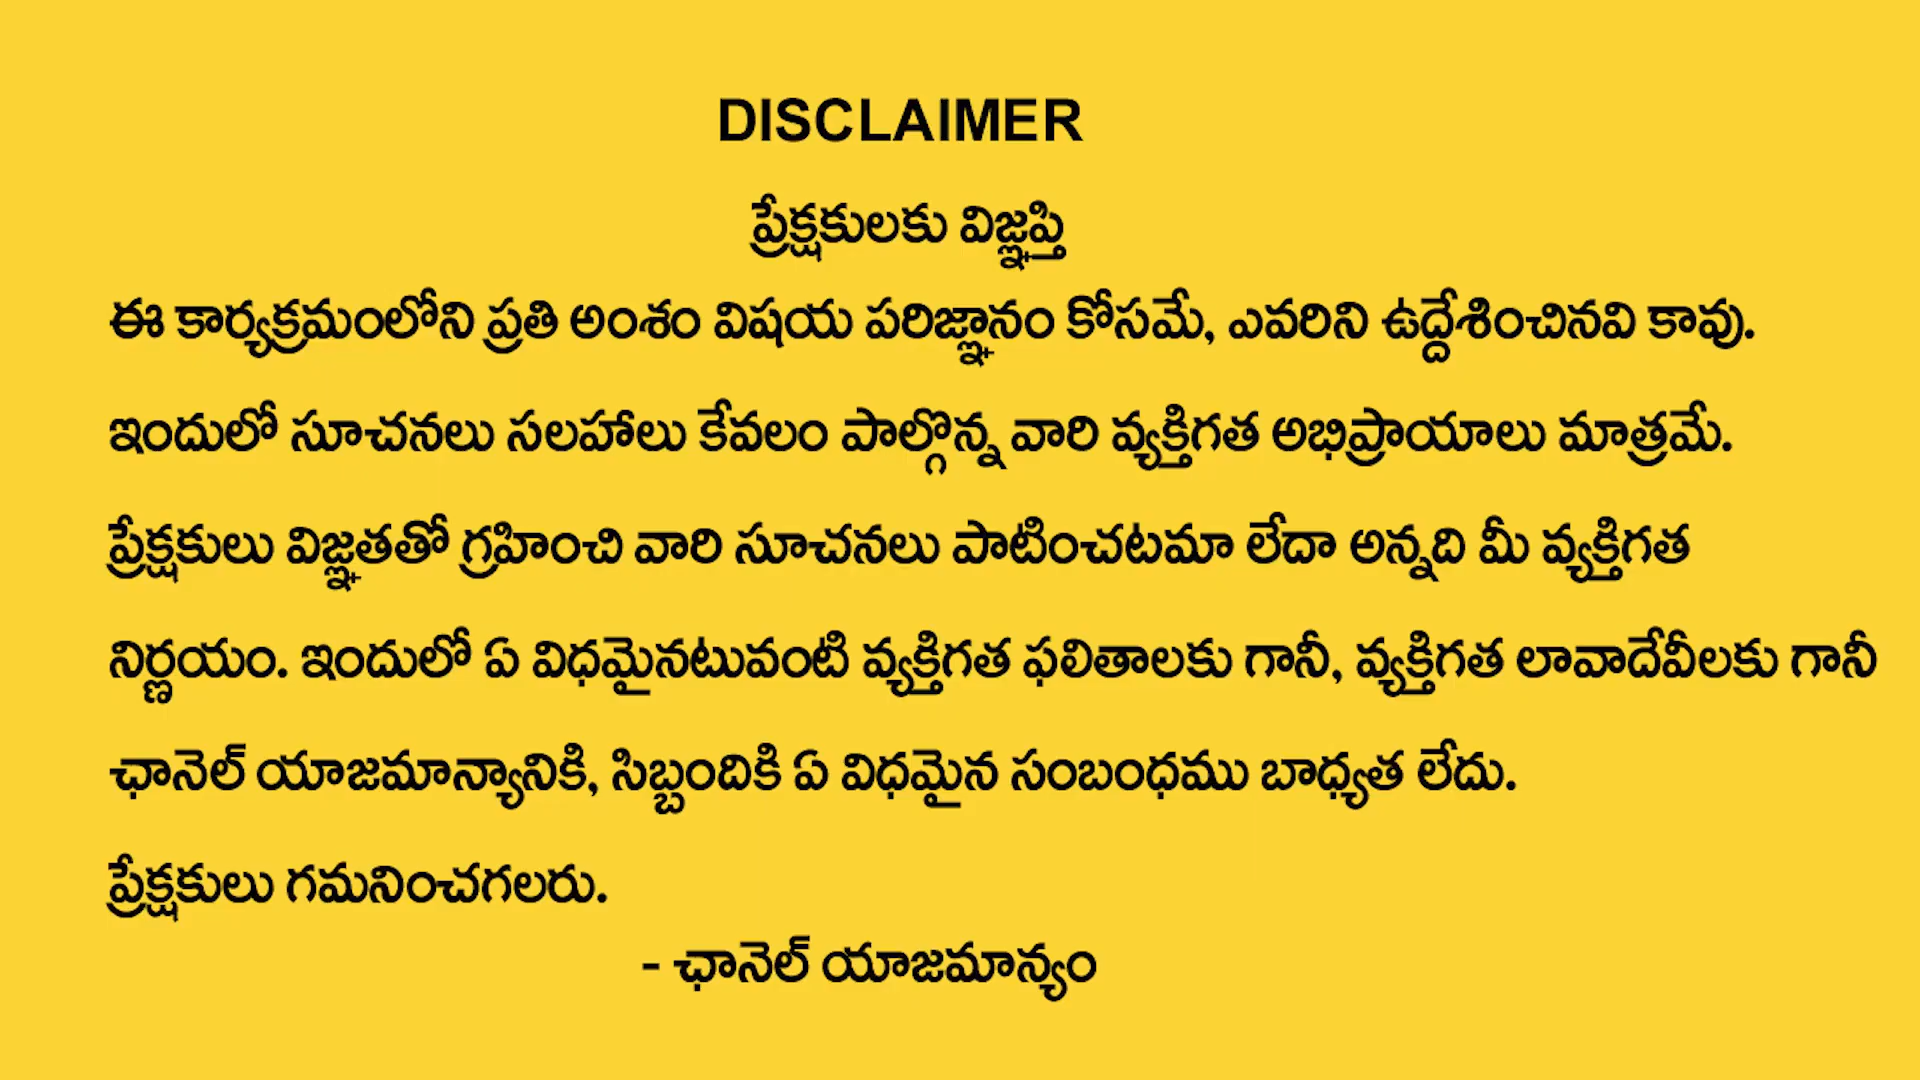 DISCLAIMER
ప్రేక్షకులకు విజ్ఞప్తి
ఈ కార్యక్రమంలోని ప్రతి అంశం విషయ పరిజ్ఞానం కోసమే, ఎవరిని ఉద్దేశించినవి కావు.
ఇందులో సూచనలు సలహాలు కేవలం పాల్గొన్న వారి వ్యక్తిగత అభిప్రాయాలు మాత్రమే.
ప్రేక్షకులు విజ్ఞతతో గ్రహించి వారి సూచనలు పాటించటమా లేదా అన్నది మీ వ్యక్తిగత
నిర్ణయం. ఇందులో ఏ విధమైనటువంటి వ్యక్తిగత ఫలితాలకు గానీ, వ్యక్తిగత లావాదేవీలకు గానీ
ఛానెల్ యాజమాన్యానికి, సిబ్బందికి ఏ విధమైన సంబంధము బాధ్యత లేదు.
ప్రేక్షకులు గమనించగలరు.
- ఛానెల్ యాజమాన్యం